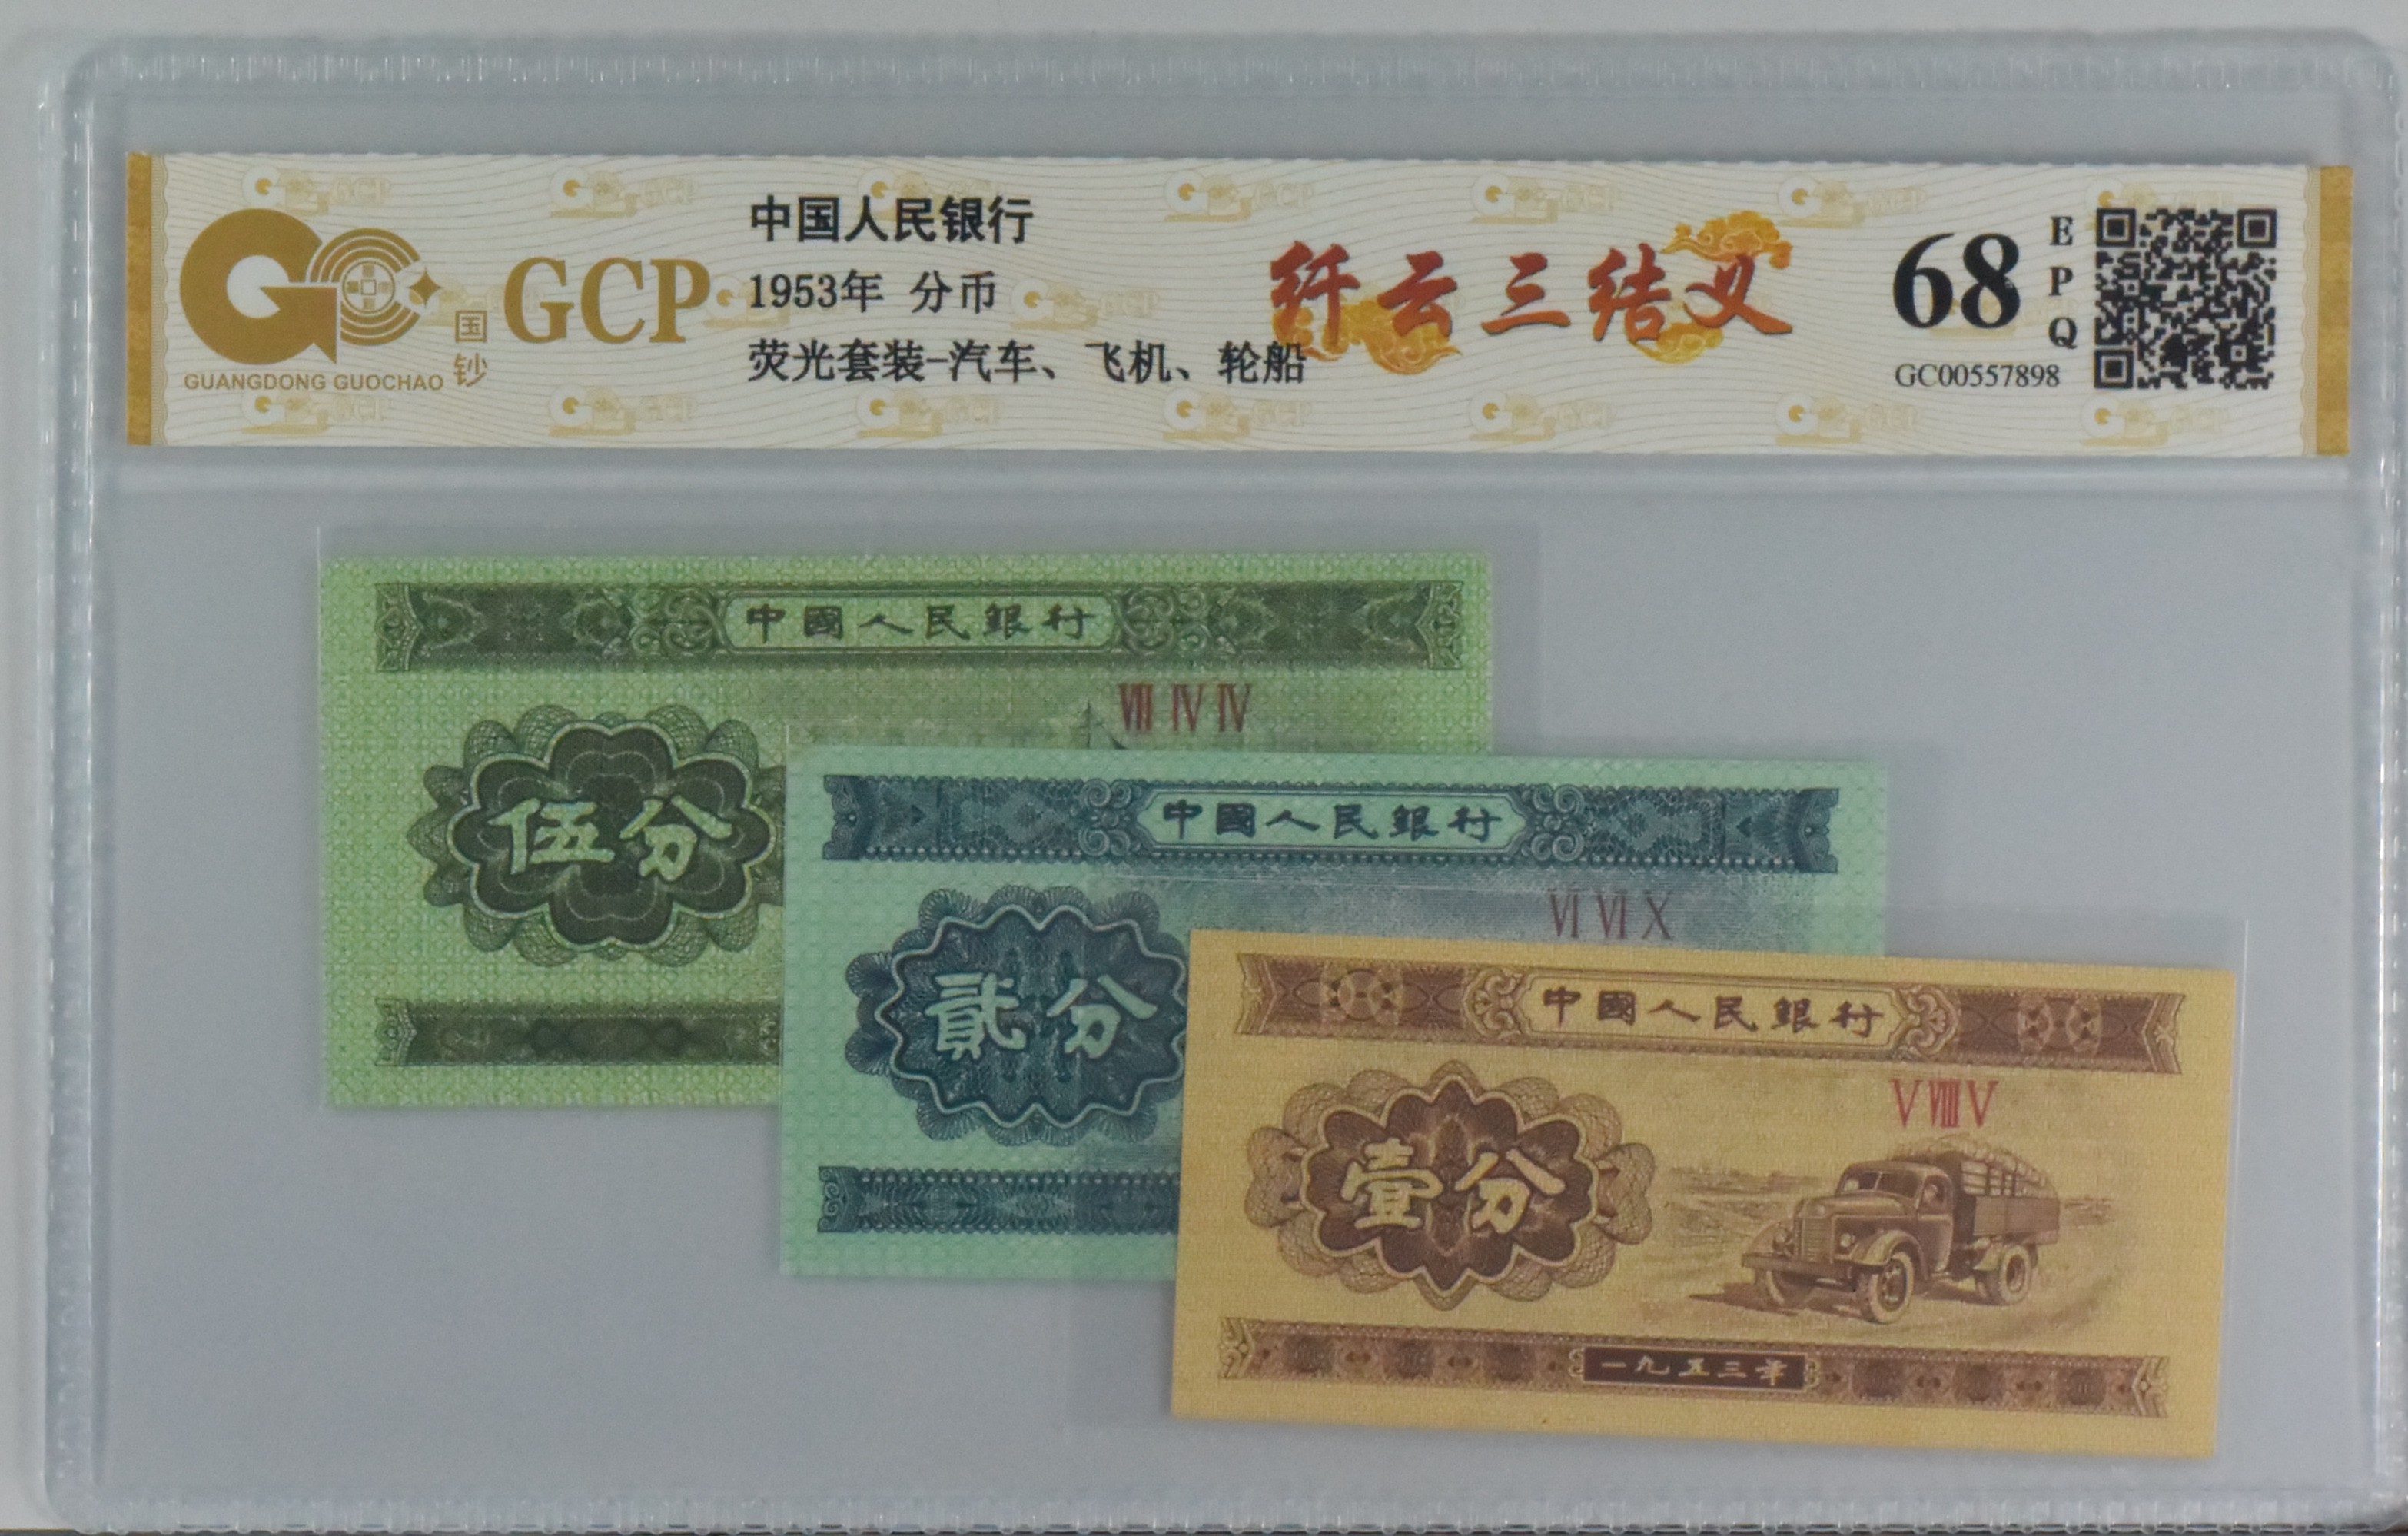 GCP
国
钞
GUANGDONG GUOCHAO
中国人民银行
1953年 分币
荧光套装-汽车、飞机、轮船
纤云三结义
68
EPQ
GC00557898
中國人民銀行
Ⅶ Ⅳ Ⅳ
伍分
中國人民銀行
Ⅵ Ⅵ Ⅹ
貳分
中國人民銀行
Ⅴ Ⅷ Ⅴ
壹分
一九五三年